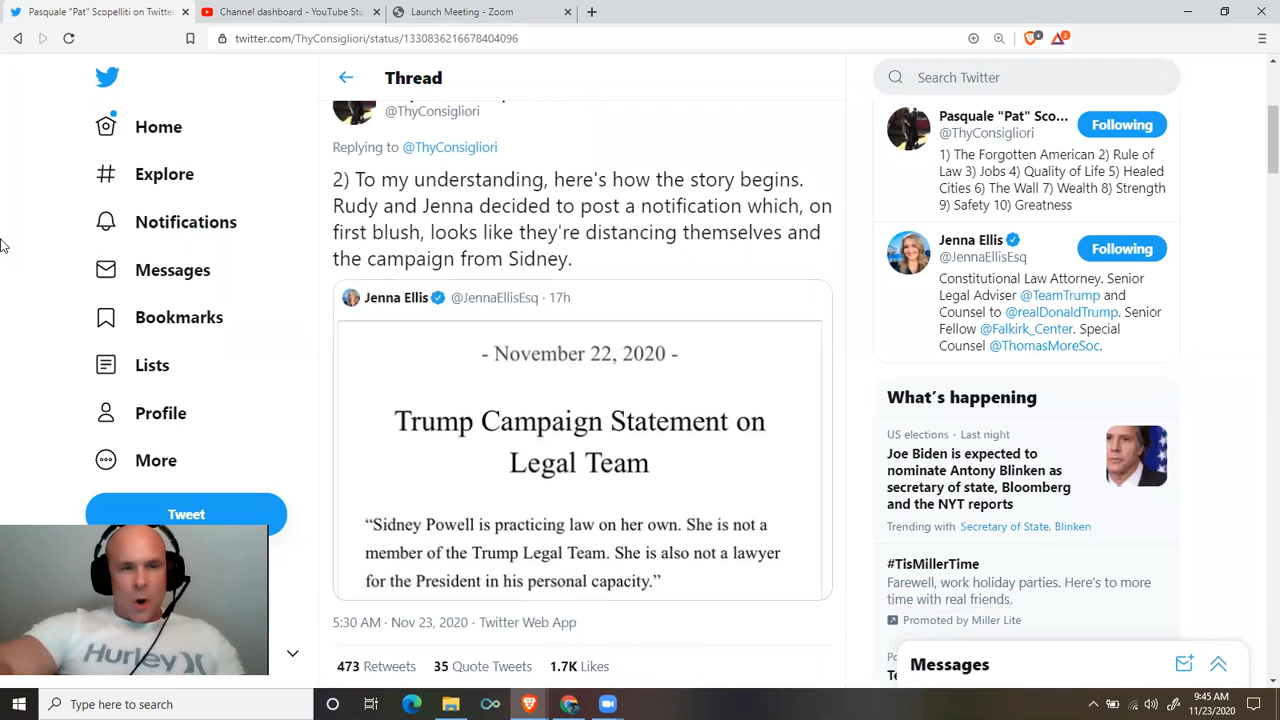 Pasquale "Pat" Scopelliti on Twitte
Channel dashboard - YouTube Stu
Launch Meeting - Zoom
twitter.com/ThyConsigliori/status/1330836216678404096
4
2
Home
Explore
Notifications
Messages
Bookmarks
Lists
Profile
More
Tweet
Thread
@ThyConsigliori
Replying to @ThyConsigliori
2) To my understanding, here's how the story begins.
Rudy and Jenna decided to post a notification which, on
first blush, looks like they're distancing themselves and
the campaign from Sidney.
Jenna Ellis @JennaEllisEsq · 17h
- November 22, 2020 -
Trump Campaign Statement on
Legal Team
“Sidney Powell is practicing law on her own. She is not a
member of the Trump Legal Team. She is also not a lawyer
for the President in his personal capacity.”
5:30 AM · Nov 23, 2020 · Twitter Web App
473 Retweets 35 Quote Tweets 1.7K Likes
Search Twitter
Pasquale "Pat" Sco...
@ThyConsigliori
Following
1) The Forgotten American 2) Rule of
Law 3) Jobs 4) Quality of Life 5) Healed
Cities 6) The Wall 7) Wealth 8) Strength
9) Safety 10) Greatness
Jenna Ellis
@JennaEllisEsq
Following
Constitutional Law Attorney. Senior
Legal Adviser @TeamTrump and
Counsel to @realDonaldTrump. Senior
Fellow @Falkirk_Center. Special
Counsel @ThomasMoreSoc.
What's happening
US elections · Last night
Joe Biden is expected to
nominate Antony Blinken as
secretary of state, Bloomberg
and the NYT reports
Trending with Secretary of State, Blinken
#TisMillerTime
Farewell, work holiday parties. Here's to more
time with real friends.
Promoted by Miller Lite
Messages
Hurley
Type here to search
9:45 AM
11/23/2020